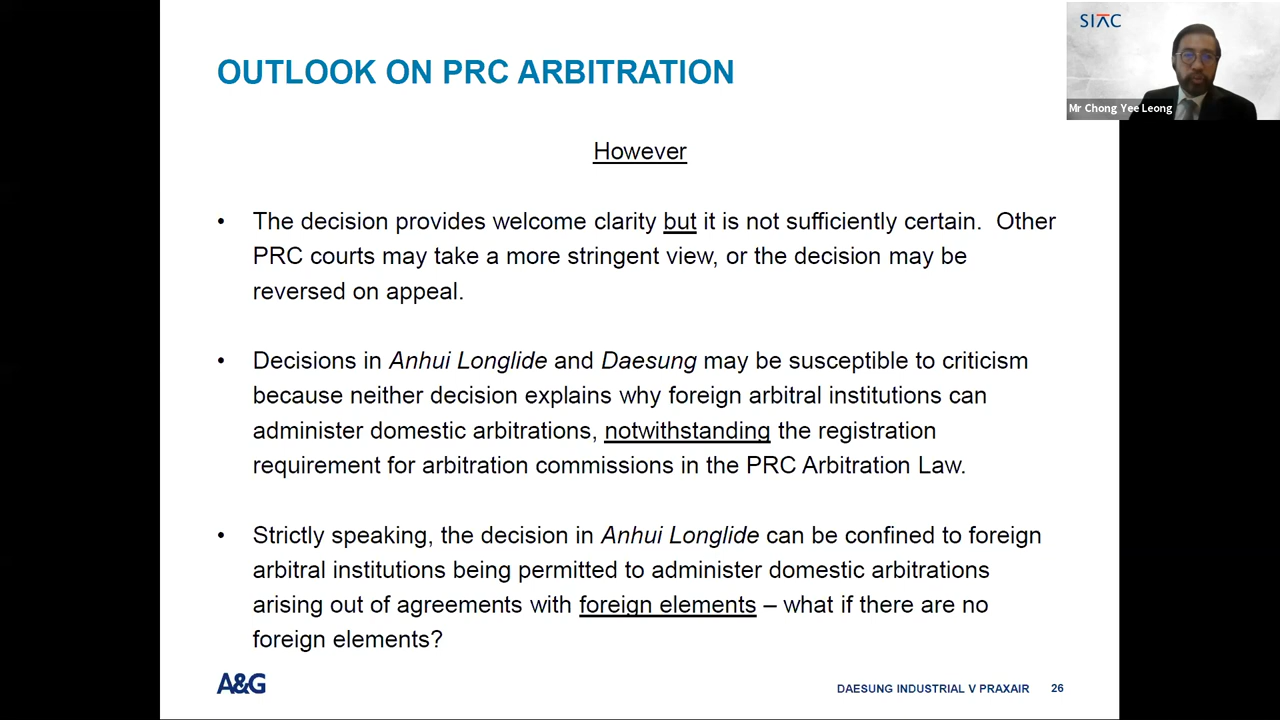 SIAC
Mr Chong Yee Leong
OUTLOOK ON PRC ARBITRATION
However
• The decision provides welcome clarity but it is not sufficiently certain. Other
PRC courts may take a more stringent view, or the decision may be
reversed on appeal.
• Decisions in Anhui Longlide and Daesung may be susceptible to criticism
because neither decision explains why foreign arbitral institutions can
administer domestic arbitrations, notwithstanding the registration
requirement for arbitration commissions in the PRC Arbitration Law.
• Strictly speaking, the decision in Anhui Longlide can be confined to foreign
arbitral institutions being permitted to administer domestic arbitrations
arising out of agreements with foreign elements – what if there are no
foreign elements?
A&G
DAESUNG INDUSTRIAL V PRAXAIR 26